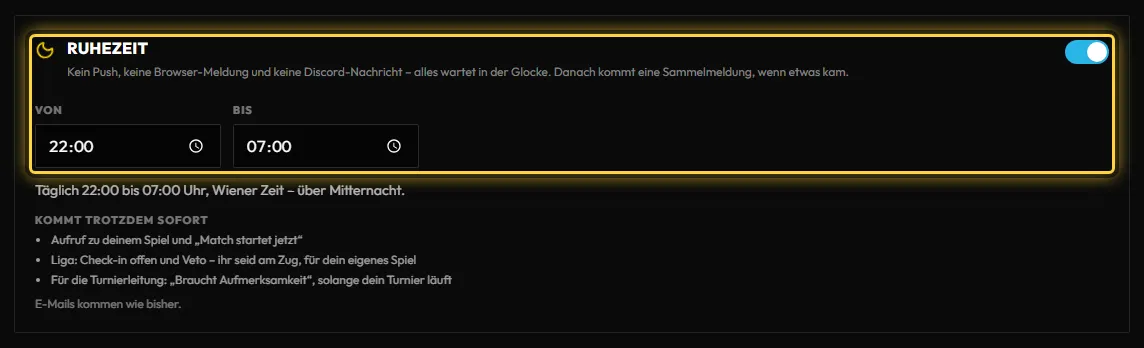 RUHEZEIT
Kein Push, keine Browser-Meldung und keine Discord-Nachricht – alles wartet in der Glocke. Danach kommt eine Sammelmeldung, wenn etwas kam.
VON BIS
22:00 07:00
Täglich 22:00 bis 07:00 Uhr, Wiener Zeit – über Mitternacht.
KOMMT TROTZDEM SOFORT
• Aufruf zu deinem Spiel und „Match startet jetzt“
• Liga: Check-in offen und Veto – ihr seid am Zug, für dein eigenes Spiel
• Für die Turnierleitung: „Braucht Aufmerksamkeit“, solange dein Turnier läuft
E-Mails kommen wie bisher.